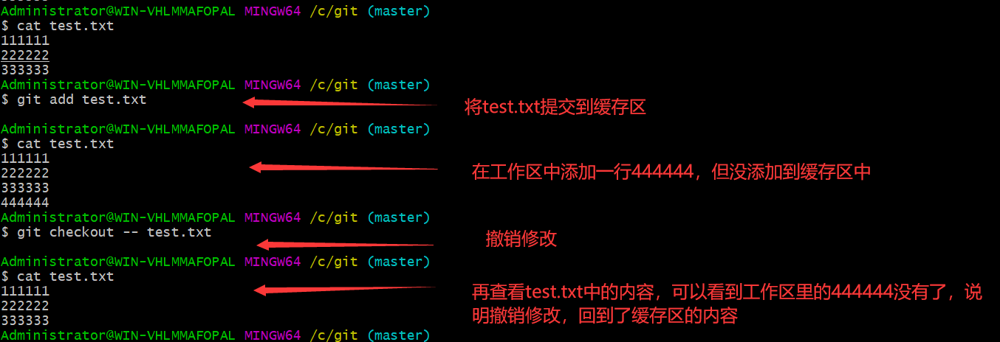 Administrator@WIN-VHLMMAFOPAL MINGW64 /c/git (master)
$ cat test.txt
111111
222222
333333
Administrator@WIN-VHLMMAFOPAL MINGW64 /c/git (master)
$ git add test.txt
将test.txt提交到缓存区
Administrator@WIN-VHLMMAFOPAL MINGW64 /c/git (master)
$ cat test.txt
111111
222222
在工作区中添加一行444444，但没添加到缓存区中
333333
444444
Administrator@WIN-VHLMMAFOPAL MINGW64 /c/git (master)
$ git checkout -- test.txt
撤销修改
Administrator@WIN-VHLMMAFOPAL MINGW64 /c/git (master)
$ cat test.txt
111111
222222
333333
再查看test.txt中的内容，可以看到工作区里的444444没有了，说
明撤销修改，回到了缓存区的内容
Administrator@WIN-VHLMMAFOPAL MINGW64 /c/git (master)